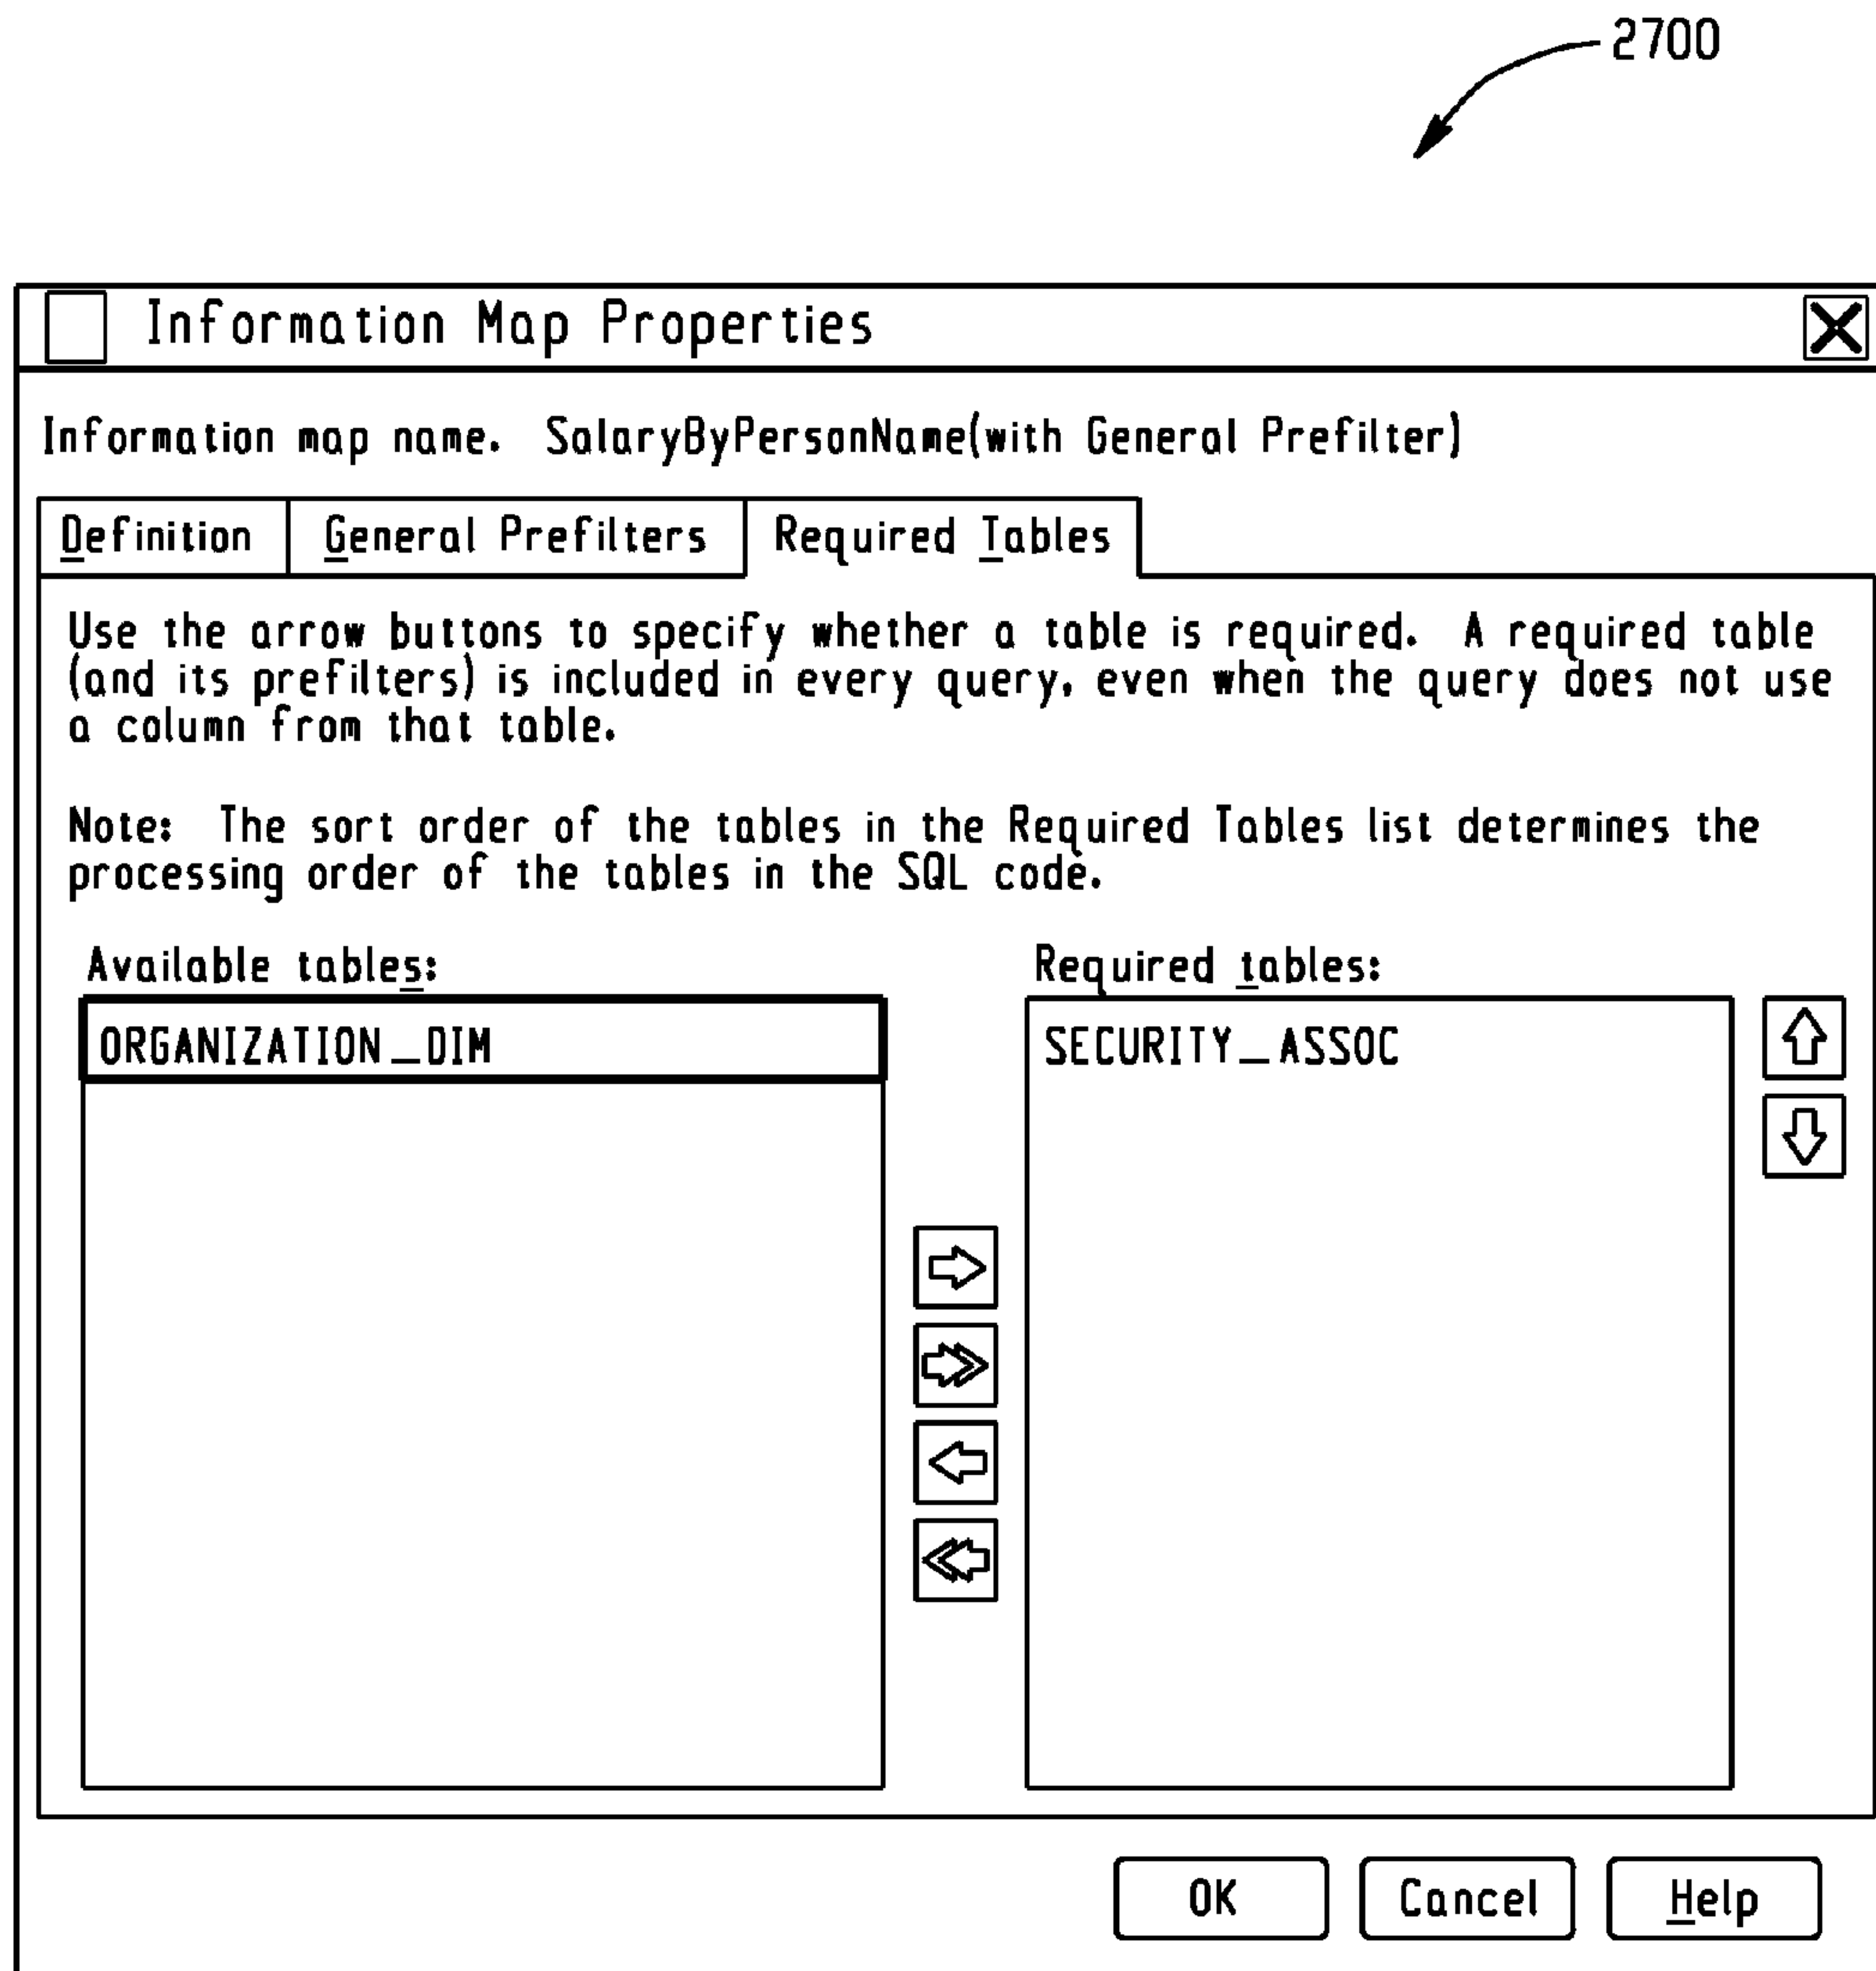 2700
Information Map Properties
Information map name. SalaryByPersonName(with General Prefilter)
Definition General Prefilters Required Tables
Use the arrow buttons to specify whether a table is required. A required table
(and its prefilters) is included in every query, even when the query does not use
a column from that table.
Note: The sort order of the tables in the Required Tables list determines the
processing order of the tables in the SQL code.
Available tables: Required tables:
ORGANIZATION_DIM SECURITY_ASSOC
OK Cancel Help